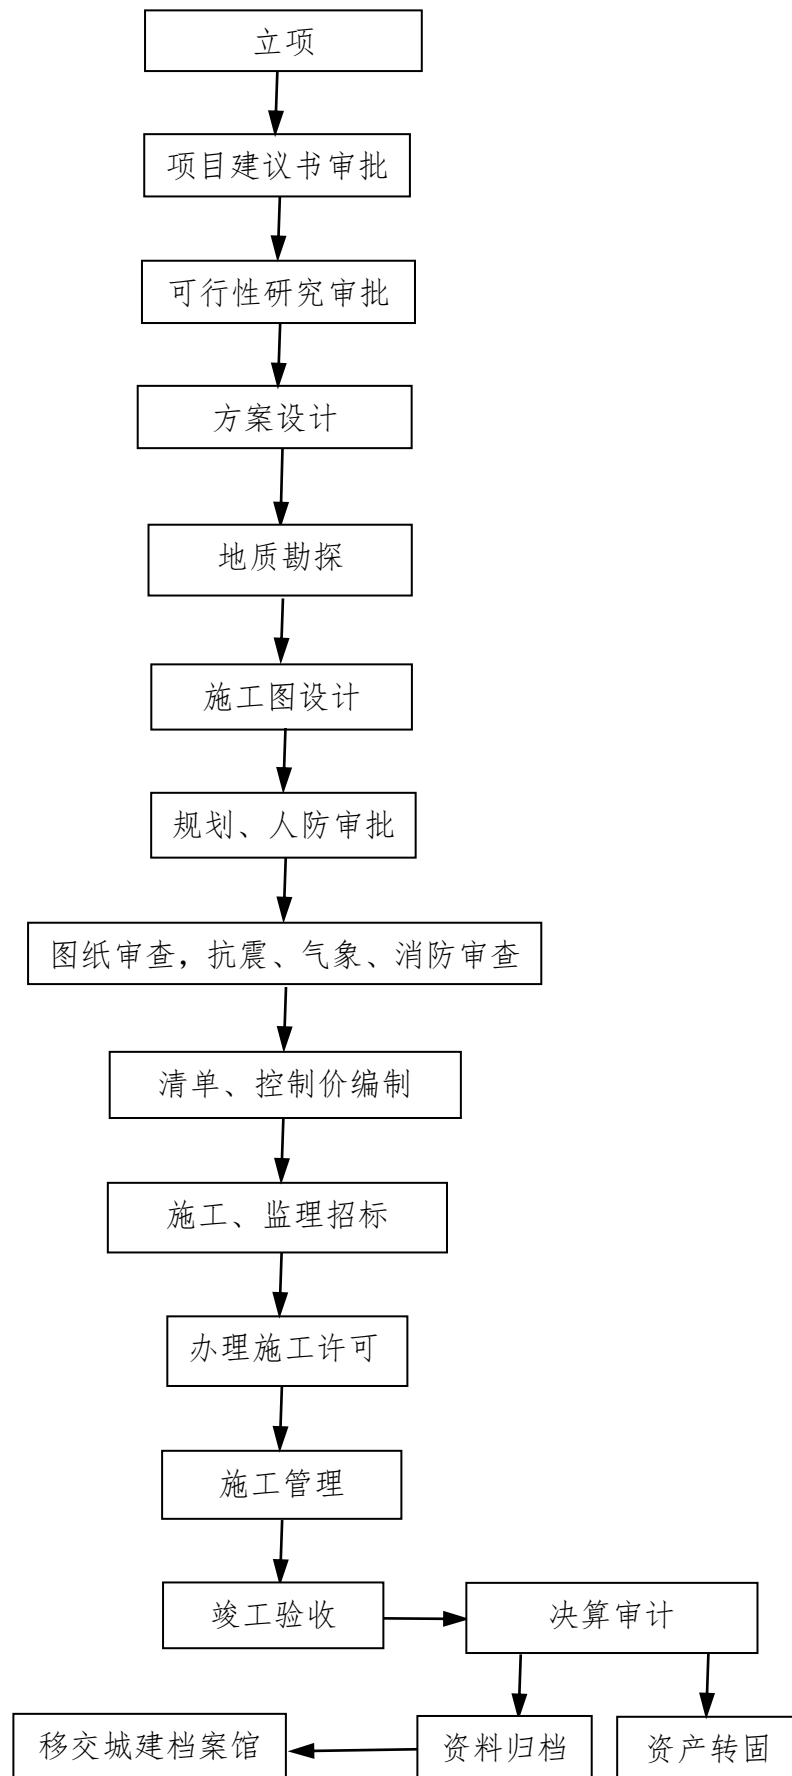 立项
项目建议书审批
可行性研究审批
方案设计
地质勘探
施工图设计
规划、人防审批
图纸审查，抗震、气象、消防审查
清单、控制价编制
施工、监理招标
办理施工许可
施工管理
竣工验收
决算审计
移交城建档案馆
资料归档
资产转固